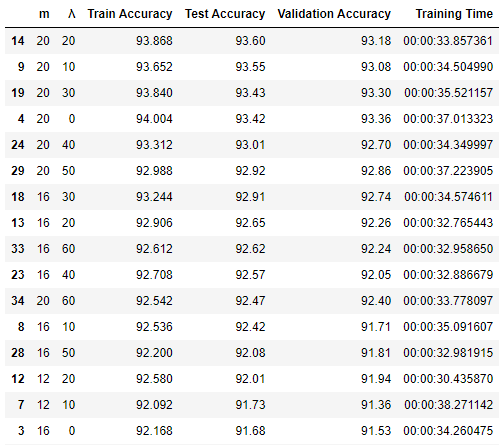 m λ Train Accuracy Test Accuracy Validation Accuracy Training Time
14 20 20 93.868 93.60 93.18 00:00:33.857361
9 20 10 93.652 93.55 93.08 00:00:34.504990
19 20 30 93.840 93.43 93.30 00:00:35.521157
4 20 0 94.004 93.42 93.36 00:00:37.013323
24 20 40 93.312 93.01 92.70 00:00:34.349997
29 20 50 92.988 92.92 92.86 00:00:37.223905
18 16 30 93.244 92.91 92.74 00:00:34.574611
13 16 20 92.906 92.65 92.26 00:00:32.765443
33 16 60 92.612 92.62 92.24 00:00:32.958650
23 16 40 92.708 92.57 92.05 00:00:32.886679
34 20 60 92.542 92.47 92.40 00:00:33.778097
8 16 10 92.536 92.42 91.71 00:00:35.091607
28 16 50 92.200 92.08 91.81 00:00:32.981915
12 12 20 92.580 92.01 91.94 00:00:30.435870
7 12 10 92.092 91.73 91.36 00:00:38.271142
3 16 0 92.168 91.68 91.53 00:00:34.260475